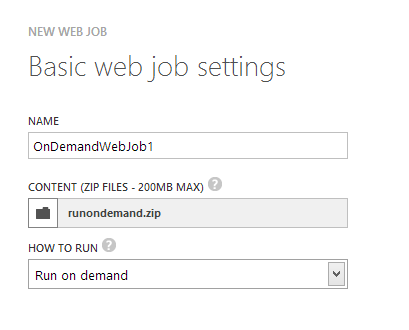 NEW WEB JOB
Basic web job settings
NAME
OnDemandWebJob1
CONTENT (ZIP FILES - 200MB MAX) ?
runondemand.zip
HOW TO RUN ?
Run on demand